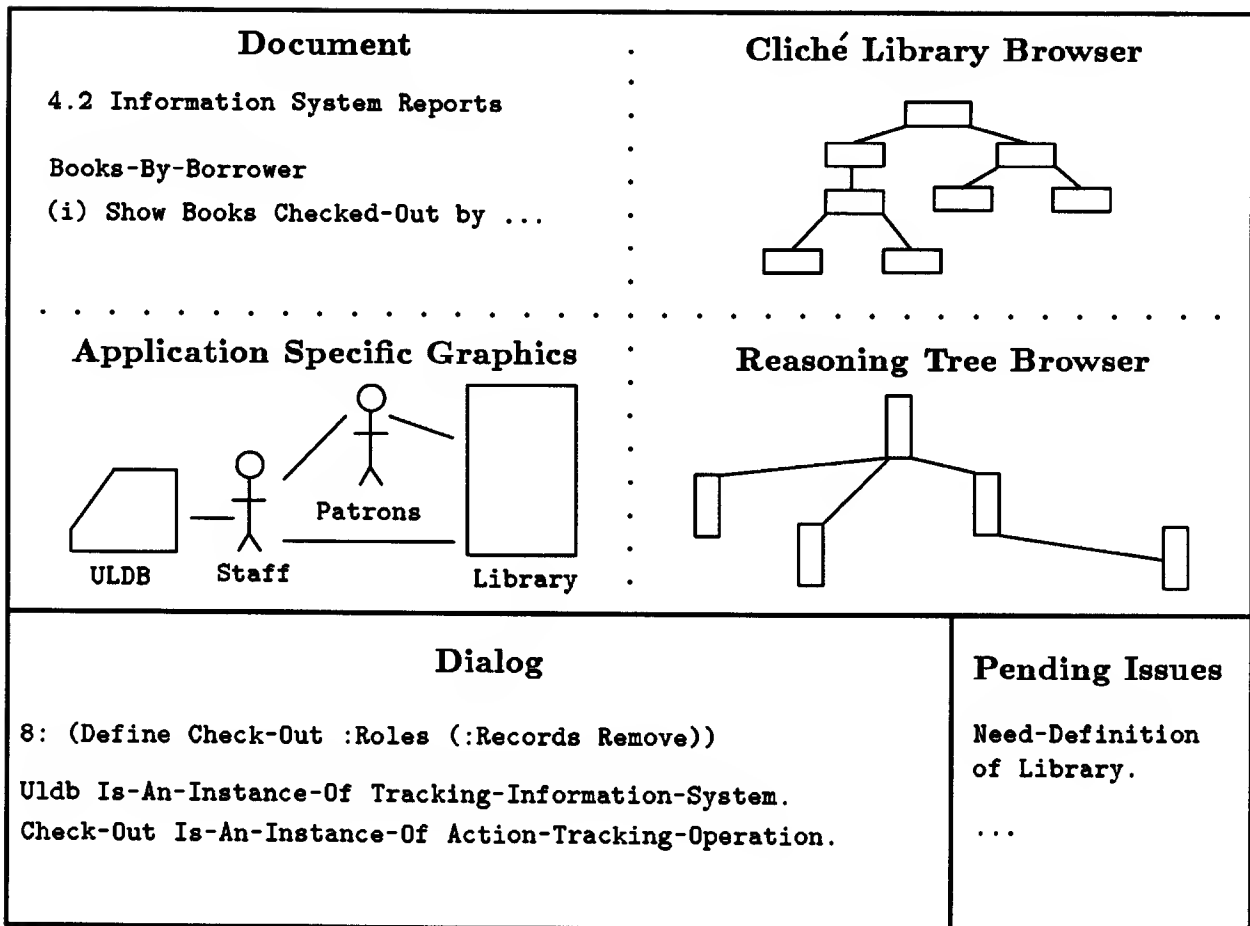 Document
4.2 Information System Reports
Books-By-Borrower
(i) Show Books Checked-Out by ...
Cliché Library Browser
Application Specific Graphics
Patrons
ULDB
Staff
Library
Reasoning Tree Browser
Dialog
8: (Define Check-Out :Roles (:Records Remove))
Uldb Is-An-Instance-Of Tracking-Information-System.
Check-Out Is-An-Instance-Of Action-Tracking-Operation.
Pending Issues
Need-Definition
of Library.
...